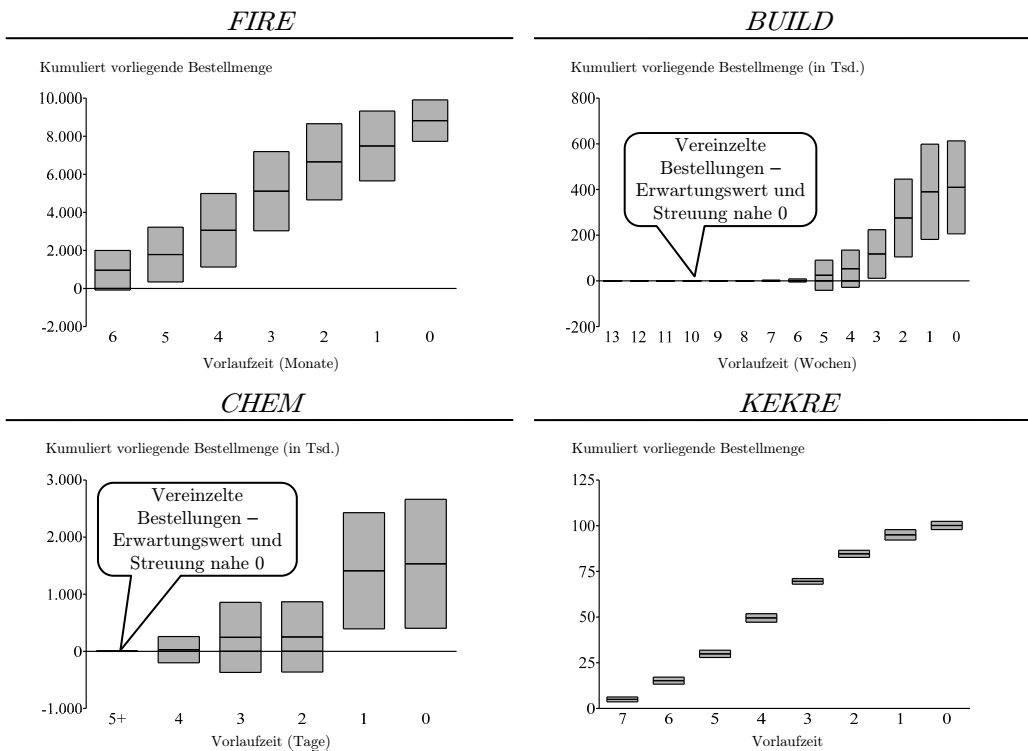 FIRE
Kumuliert vorliegende Bestellmenge
10.000
8.000
6.000
4.000
2.000
0
-2.000
6 5 4 3 2 1 0
Vorlaufzeit (Monate)
BUILD
Kumuliert vorliegende Bestellmenge (in Tsd.)
800
600
400
200
0
-200
Vereinzelte
Bestellungen –
Erwartungswert und
Streuung nahe 0
13 12 11 10 9 8 7 6 5 4 3 2 1 0
Vorlaufzeit (Wochen)
CHEM
Kumuliert vorliegende Bestellmenge (in Tsd.)
3.000
2.000
1.000
0
-1.000
Vereinzelte
Bestellungen –
Erwartungswert und
Streuung nahe 0
5+ 4 3 2 1 0
Vorlaufzeit (Tage)
KEKRE
Kumuliert vorliegende Bestellmenge
125
100
75
50
25
0
7 6 5 4 3 2 1 0
Vorlaufzeit